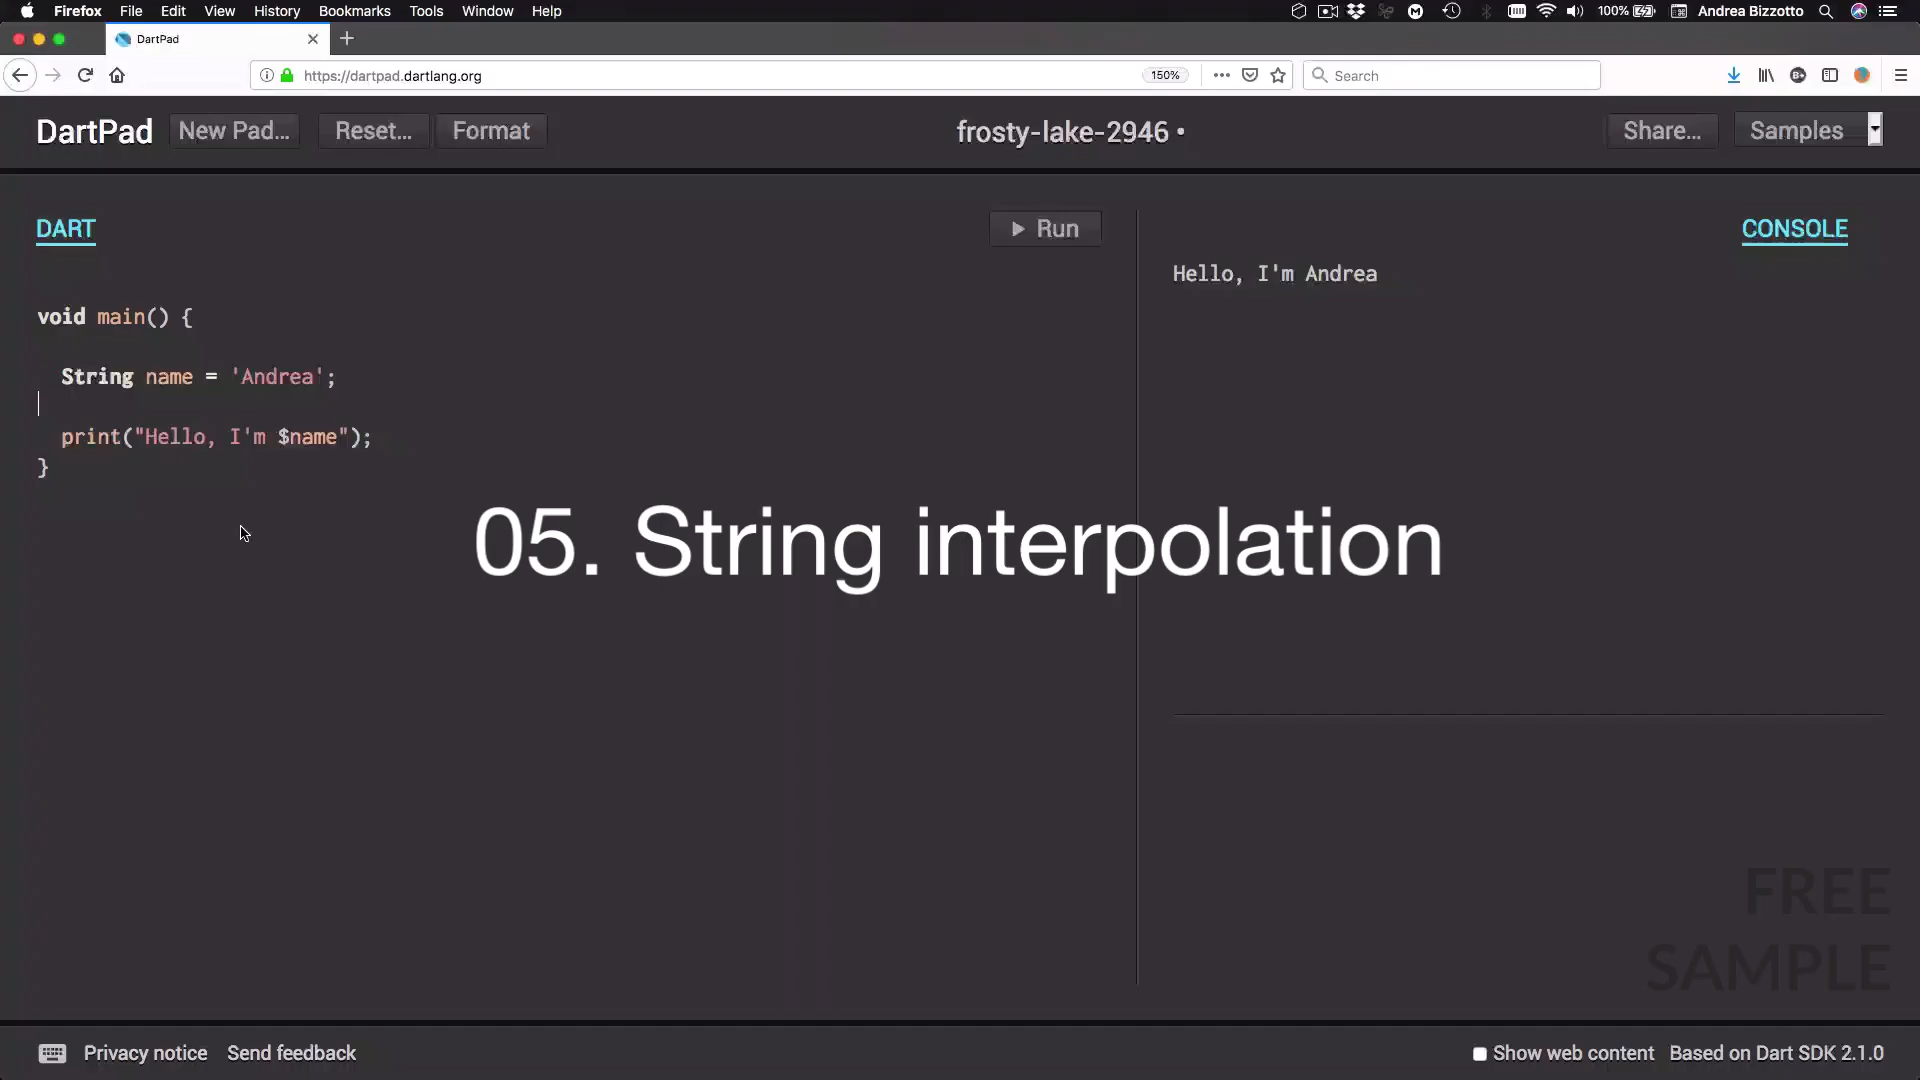 Firefox File Edit View History Bookmarks Tools Window Help 100% Andrea Bizzotto
DartPad
https://dartpad.dartlang.org 150% Search
DartPad New Pad... Reset... Format frosty-lake-2946 • Share... Samples
DART Run CONSOLE
Hello, I'm Andrea
void main() {
String name = 'Andrea';
print("Hello, I'm $name");
}
05. String interpolation
FREE
SAMPLE
Privacy notice Send feedback Show web content Based on Dart SDK 2.1.0